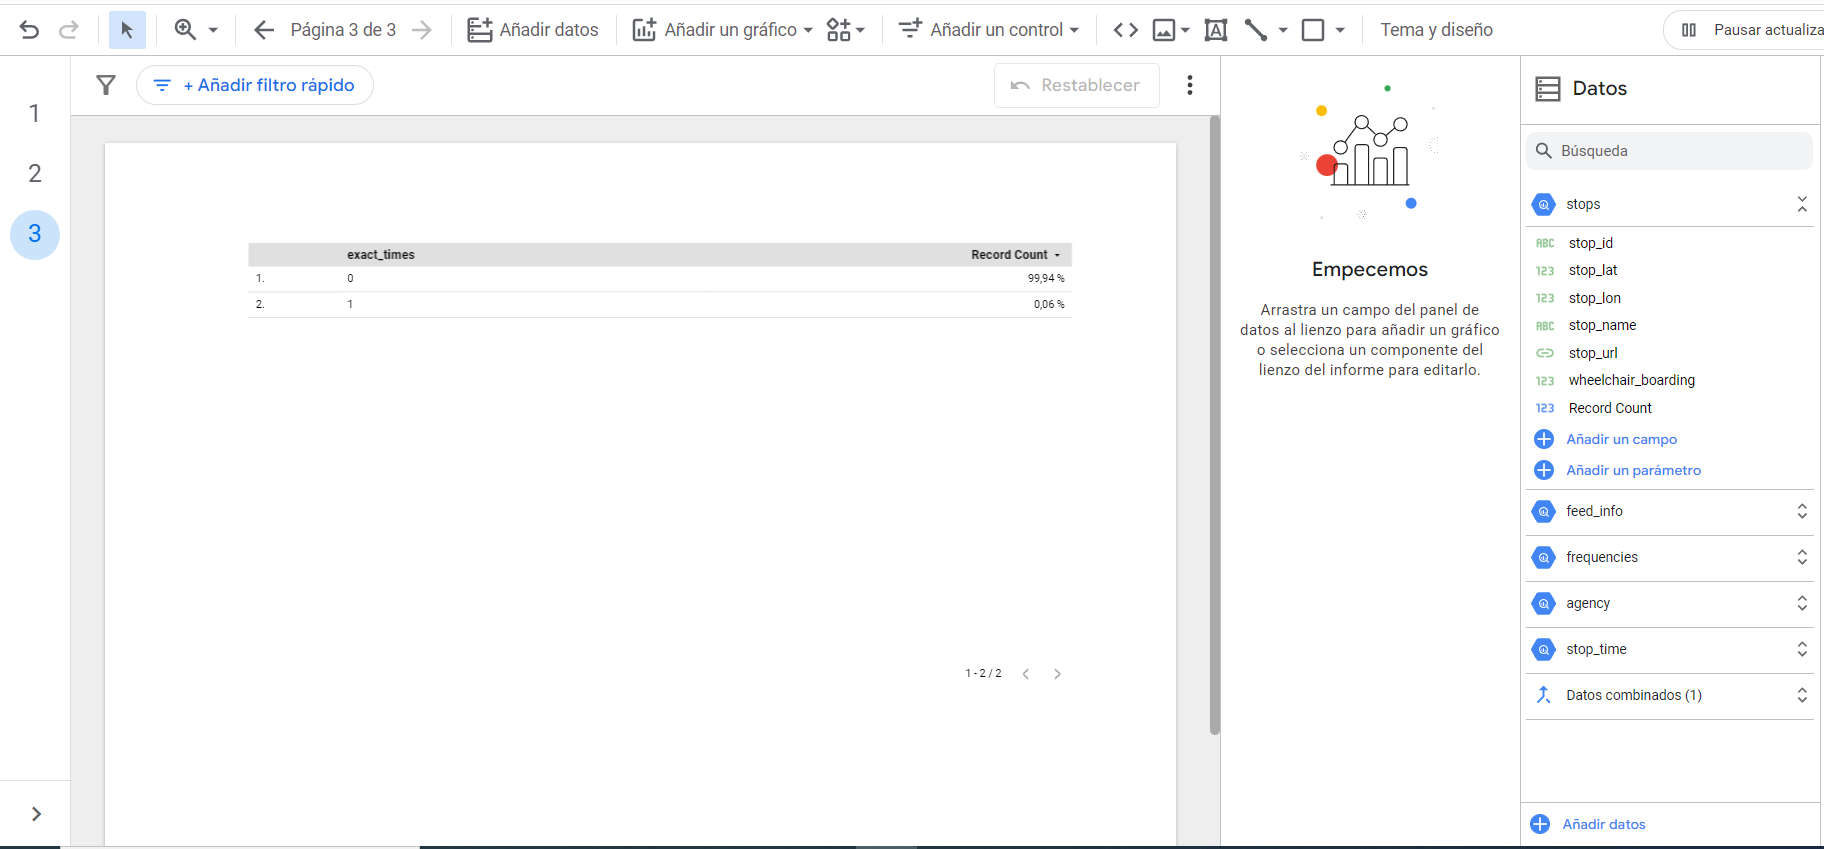 Página 3 de 3
Añadir datos
Añadir un gráfico
Añadir un control
Tema y diseño
Pausar actualiza
1
2
3
+ Añadir filtro rápido
Restablecer
exact_times Record Count
1. 0 99,94 %
2. 1 0,06 %
1 - 2 / 2
Empecemos
Arrastra un campo del panel de
datos al lienzo para añadir un gráfico
o selecciona un componente del
lienzo del informe para editarlo.
Datos
Búsqueda
stops
ABC stop_id
123 stop_lat
123 stop_lon
ABC stop_name
stop_url
123 wheelchair_boarding
123 Record Count
Añadir un campo
Añadir un parámetro
feed_info
frequencies
agency
stop_time
Datos combinados (1)
Añadir datos